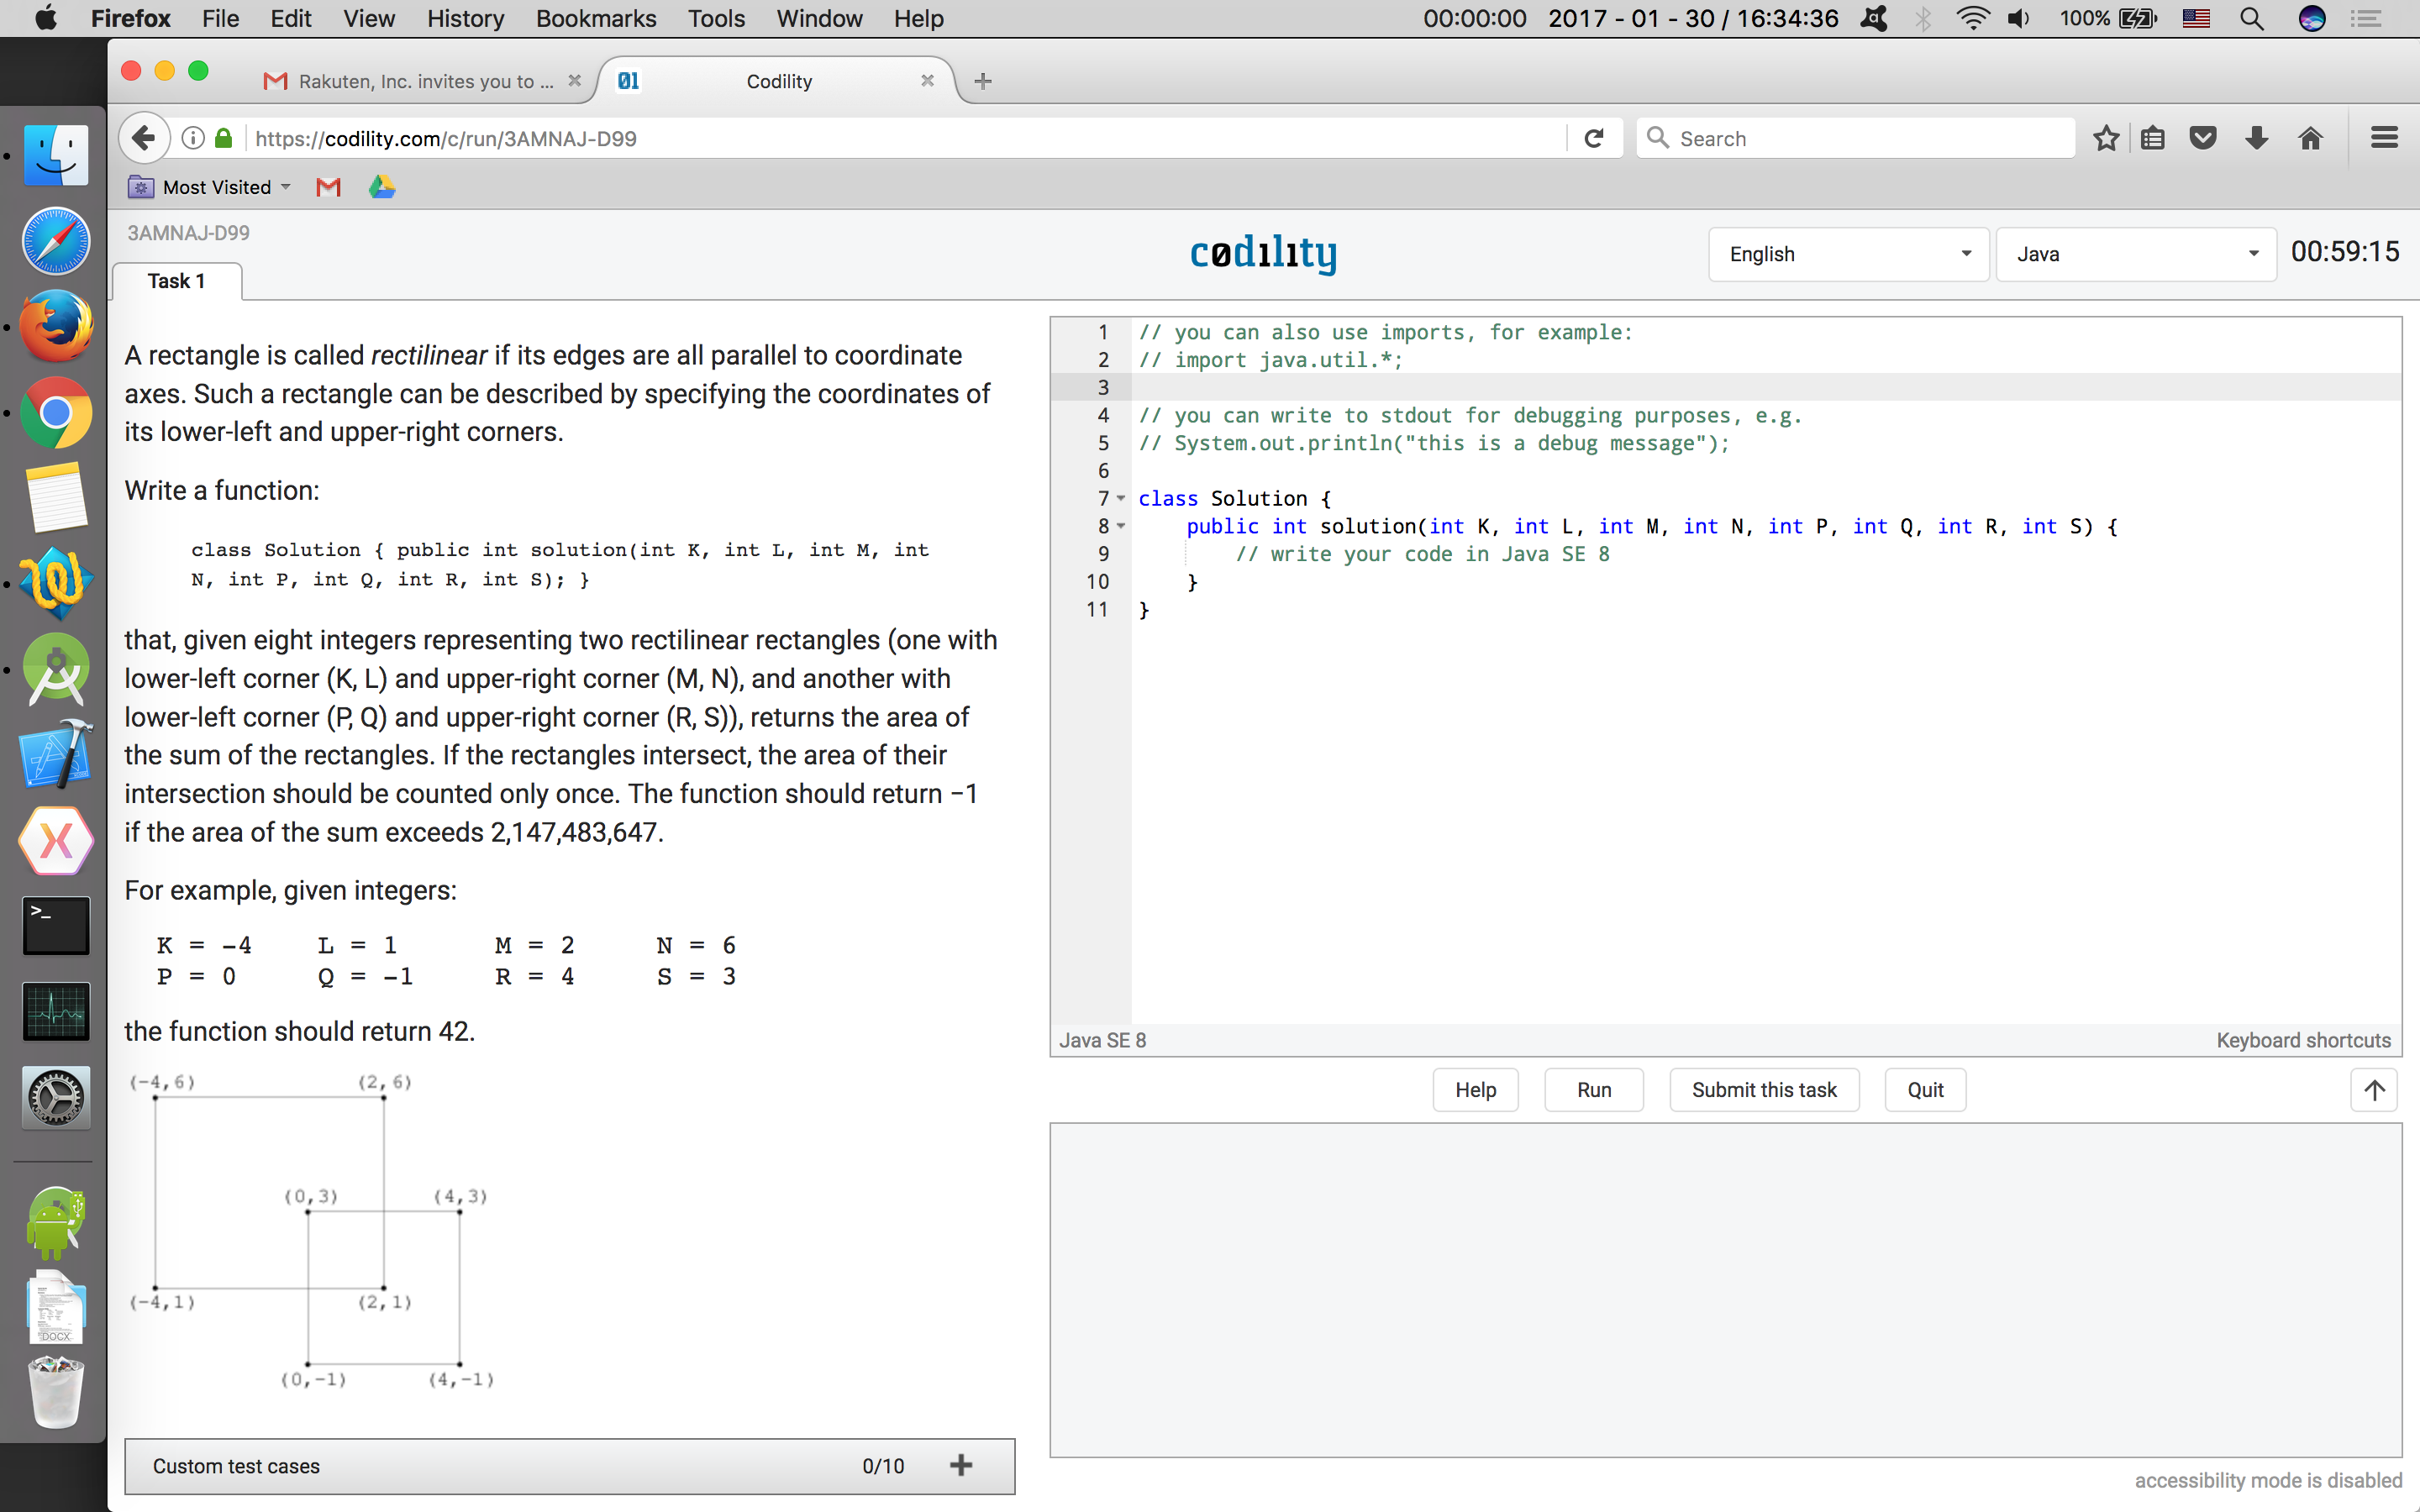 Firefox File Edit View History Bookmarks Tools Window Help 00:00:00 2017 - 01 - 30 / 16:34:36 100%
Rakuten, Inc. invives you to ...
01 Codility
https://codility.com/c/run/3AMNAJ-D99
Search
Most Visited
3AMNAJ-D99
codility
English
Java
00:59:15
Task 1
A rectangle is called rectilinear if its edges are all parallel to coordinate
axes. Such a rectangle can be described by specifying the coordinates of
its lower-left and upper-right corners.
Write a function:
class Solution { public int solution(int K, int L, int M, int
N, int P, int Q, int R, int S); }
that, given eight integers representing two rectilinear rectangles (one with
lower-left corner (K, L) and upper-right corner (M, N), and another with
lower-left corner (P, Q) and upper-right corner (R, S)), returns the area of
the sum of the rectangles. If the rectangles intersect, the area of their
intersection should be counted only once. The function should return −1
if the area of the sum exceeds 2,147,483,647.
For example, given integers:
K = -4 L = 1 M = 2 N = 6
P = 0 Q = -1 R = 4 S = 3
the function should return 42.
(-4,6) (2,6)
(0,3) (4,3)
(-4,1) (2,1)
(0,-1) (4,-1)
Custom test cases 0/10 +
1 // you can also use imports, for example:
2 // import java.util.*;
3
4 // you can write to stdout for debugging purposes, e.g.
5 // System.out.println("this is a debug message");
6
7 class Solution {
8 public int solution(int K, int L, int M, int N, int P, int Q, int R, int S) {
9 // write your code in Java SE 8
10 }
11 }
Java SE 8 Keyboard shortcuts
Help Run Submit this task Quit
accessibility mode is disabled
>_
DOCX